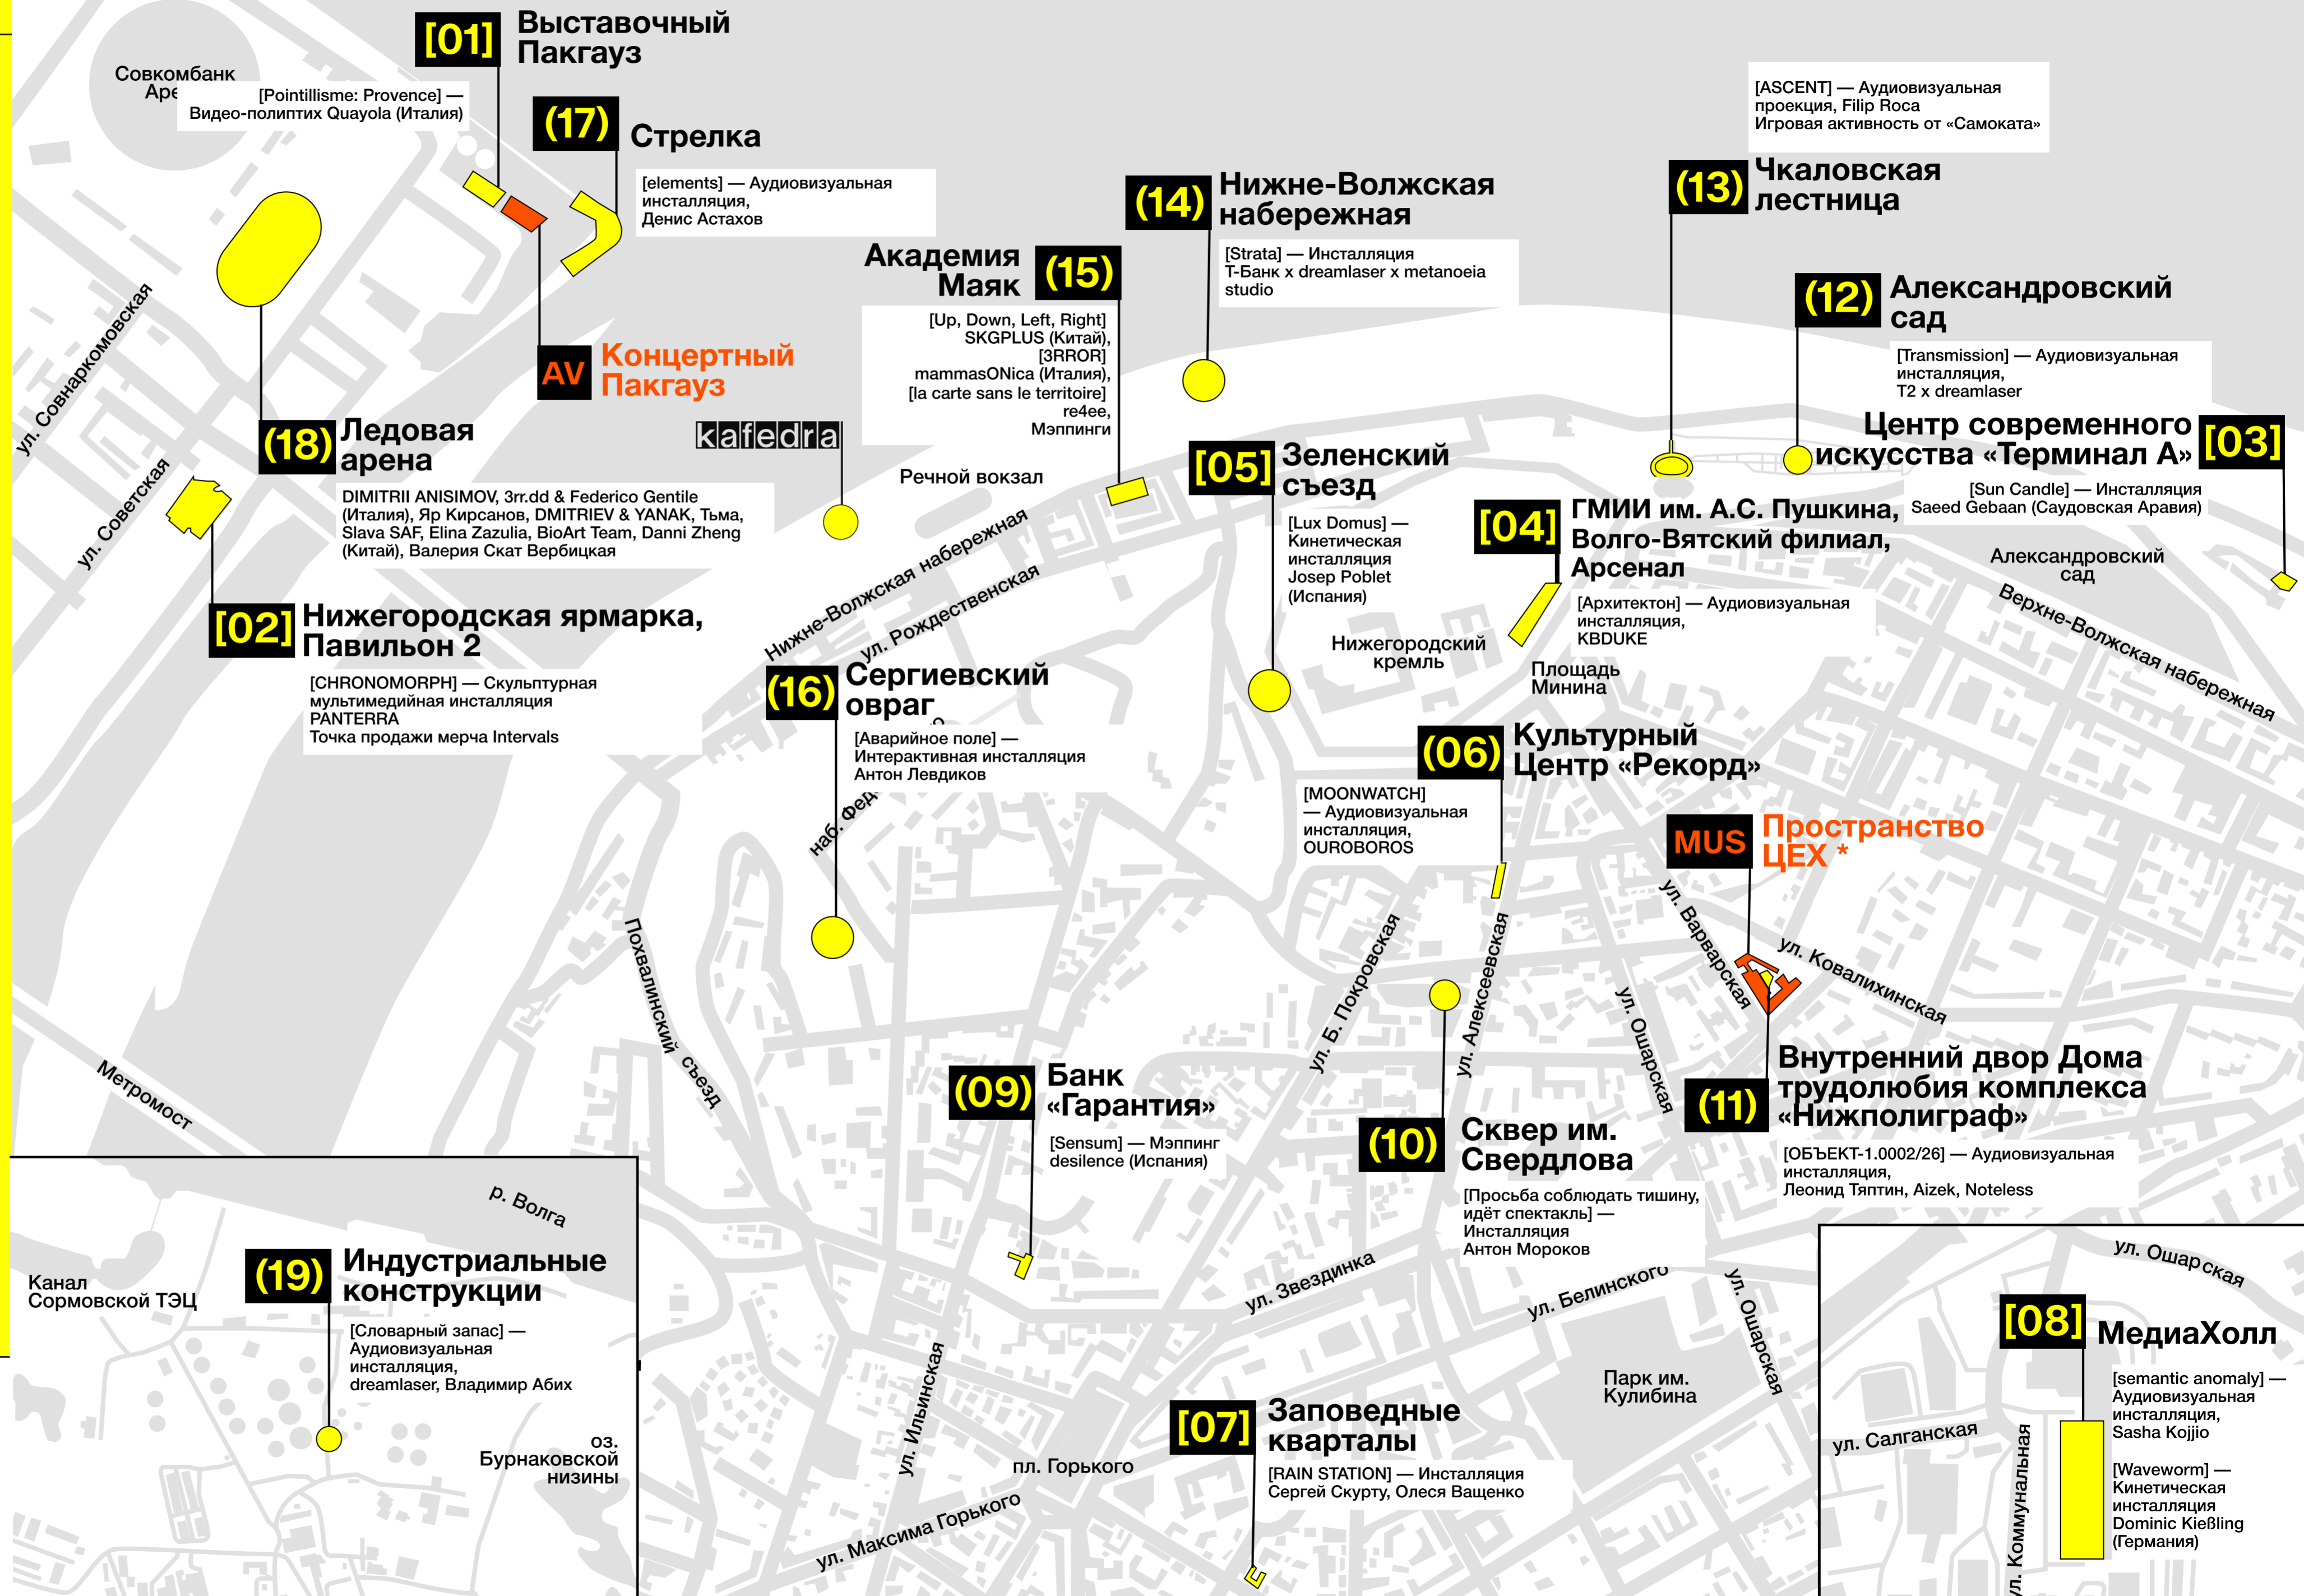 [01]
Выставочный
Пакгауз
Совкомбанк
[Pointillisme: Provence] —
Видео-полиптих Quayola (Италия)
(17)
Стрелка
[elements] — Аудиовизуальная
инсталляция,
Денис Астахов
AV
Концертный
Пакгауз
(18)
Ледовая
арена
DIMITRII ANISIMOV, 3rr.dd & Federico Gentile
(Италия), Яр Кирсанов, DMITRIEV & YANAK, Тьма,
Slava SAF, Elina Zazulia, BioArt Team, Danni Zheng
(Китай), Валерия Скат Вербицкая
ул. Совнаркомовская
ул. Советская
[02]
Нижегородская ярмарка,
Павильон 2
[CHRONOMORPH] — Скульптурная
мультимедийная инсталляция
PANTERRA
Точка продажи мерча Intervals
kafedra
Академия
Маяк
(15)
[Up, Down, Left, Right]
SKGPLUS (Китай),
[3RROR]
mammasONica (Италия),
[la carte sans le territoire]
re4ee,
Мэппинги
Речной вокзал
Нижне-Волжская набережная
ул. Рождественская
(14)
Нижне-Волжская
набережная
[Strata] — Инсталляция
Т-Банк x dreamlaser x metanoeia
studio
[ASCENT] — Аудиовизуальная
проекция, Filip Roca
Игровая активность от «Самоката»
(13)
Чкаловская
лестница
(12)
Александровский
сад
[Transmission] — Аудиовизуальная
инсталляция,
T2 x dreamlaser
Центр современного
искусства «Терминал А»
[03]
[Sun Candle] — Инсталляция
Saeed Gebaan (Саудовская Аравия)
Александровский
сад
Верхне-Волжская набережная
[05]
Зеленский
съезд
[Lux Domus] —
Кинетическая
инсталляция
Josep Poblet
(Испания)
[04]
ГМИИ им. А.С. Пушкина,
Волго-Вятский филиал,
Арсенал
[Архитектон] — Аудиовизуальная
инсталляция,
KBDUKE
Нижегородский
кремль
Площадь
Минина
(16)
Сергиевский
овраг
[Аварийное поле] —
Интерактивная инсталляция
Антон Левдиков
наб.
(06)
Культурный
Центр «Рекорд»
[MOONWATCH]
— Аудиовизуальная
инсталляция,
OUROBOROS
MUS
Пространство
ЦЕХ *
ул. Варварская
ул. Ковалихинская
Похвалинский съезд
ул. Б. Покровская
ул. Алексеевская
ул. Ошарская
Метромост
(09)
Банк
«Гарантия»
[Sensum] — Мэппинг
desilence (Испания)
(10)
Сквер им.
Свердлова
[Просьба соблюдать тишину,
идёт спектакль] —
Инсталляция
Антон Мороков
(11)
Внутренний двор Дома
трудолюбия комплекса
«Нижполиграф»
[ОБЪЕКТ-1.0002/26] — Аудиовизуальная
инсталляция,
Леонид Тяптин, Aizek, Noteless
р. Волга
Канал
Сормовской ТЭЦ
(19)
Индустриальные
конструкции
[Словарный запас] —
Аудиовизуальная
инсталляция,
dreamlaser, Владимир Абих
оз.
Бурнаковской
низины
ул. Звездинка
ул. Белинского
ул. Ошарская
Парк им.
Кулибина
ул. Ильинская
пл. Горького
ул. Максима Горького
[07]
Заповедные
кварталы
[RAIN STATION] — Инсталляция
Сергей Скурту, Олеся Ващенко
ул. Ошарская
[08]
МедиаХолл
[semantic anomaly] —
Аудиовизуальная
инсталляция,
Sasha Kojjio
[Waveworm] —
Кинетическая
инсталляция
Dominic Kießling
(Германия)
ул. Салганская
ул. Коммунальная